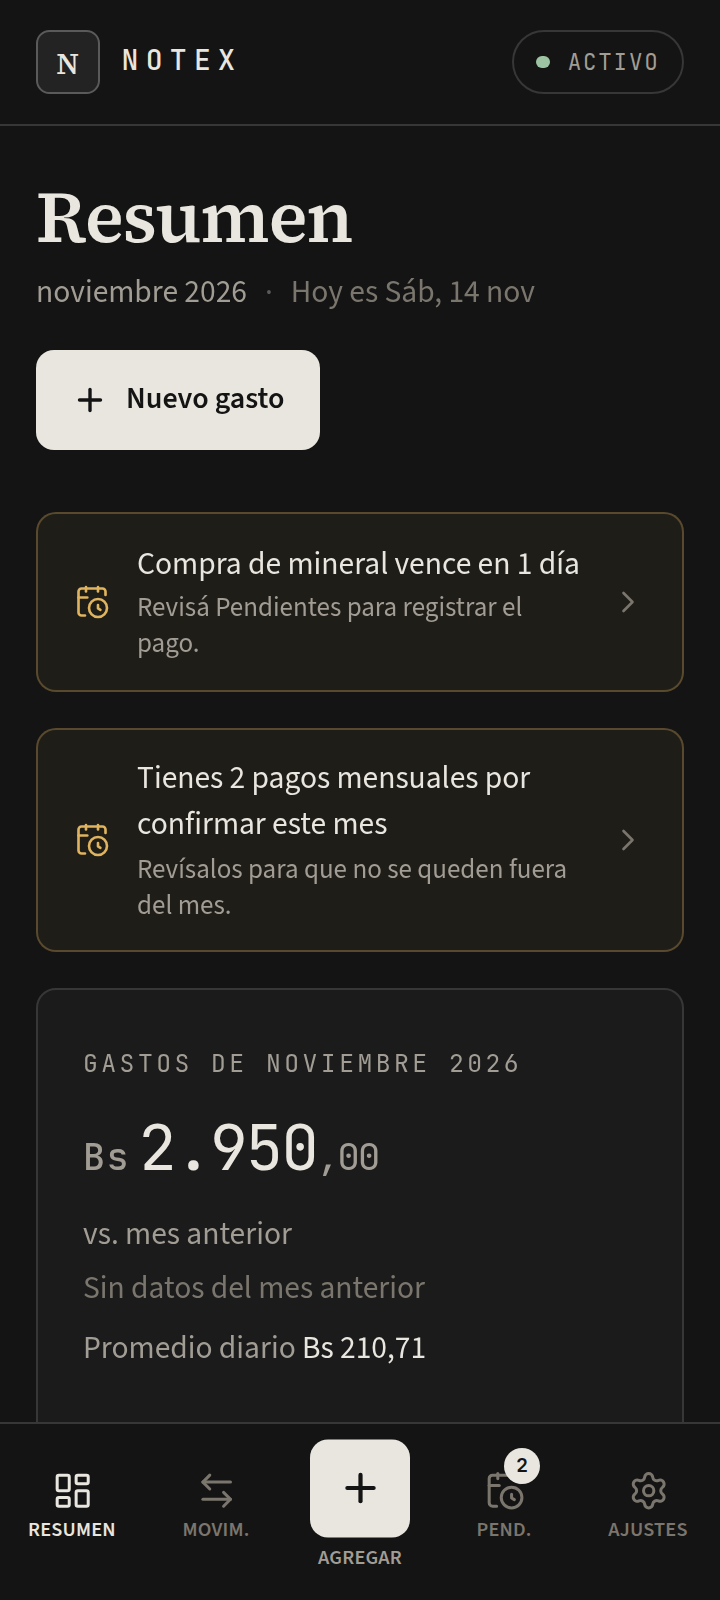 N NOTEX ACTIVO
Resumen
noviembre 2026 · Hoy es Sáb, 14 nov
+ Nuevo gasto
Compra de mineral vence en 1 día
Revisá Pendientes para registrar el
pago.
Tienes 2 pagos mensuales por
confirmar este mes
Revísalos para que no se queden fuera
del mes.
GASTOS DE NOVIEMBRE 2026
Bs 2.950,00
vs. mes anterior
Sin datos del mes anterior
Promedio diario Bs 210,71
2
RESUMEN MOVIM. AGREGAR PEND. AJUSTES